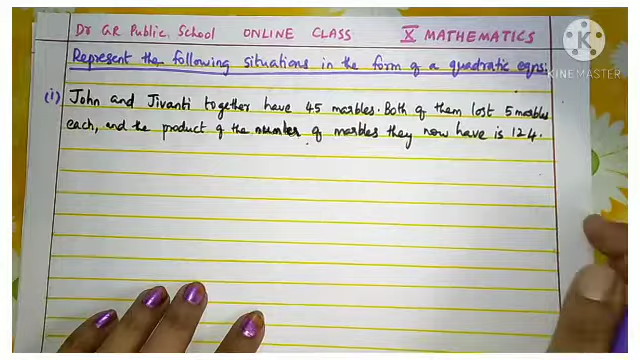 Dr GR Public School ONLINE CLASS X MATHEMATICS
Represent the following situations in the form of a quadratic eqns:
KINEMASTER
(i) John and Jivanti together have 45 marbles. Both of them lost 5 marbles
each, and the product of the number of marbles they now have is 124.